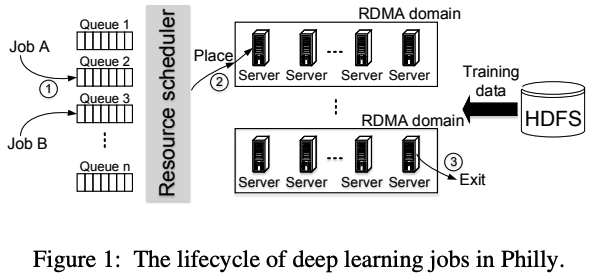 Queue 1
Job A
Queue 2
1
Queue 3
Job B
Queue n
Resource scheduler
Place
2
RDMA domain
Server Server Server Server
RDMA domain
Server Server Server Server
3
Exit
Training
data
HDFS
Figure 1: The lifecycle of deep learning jobs in Philly.